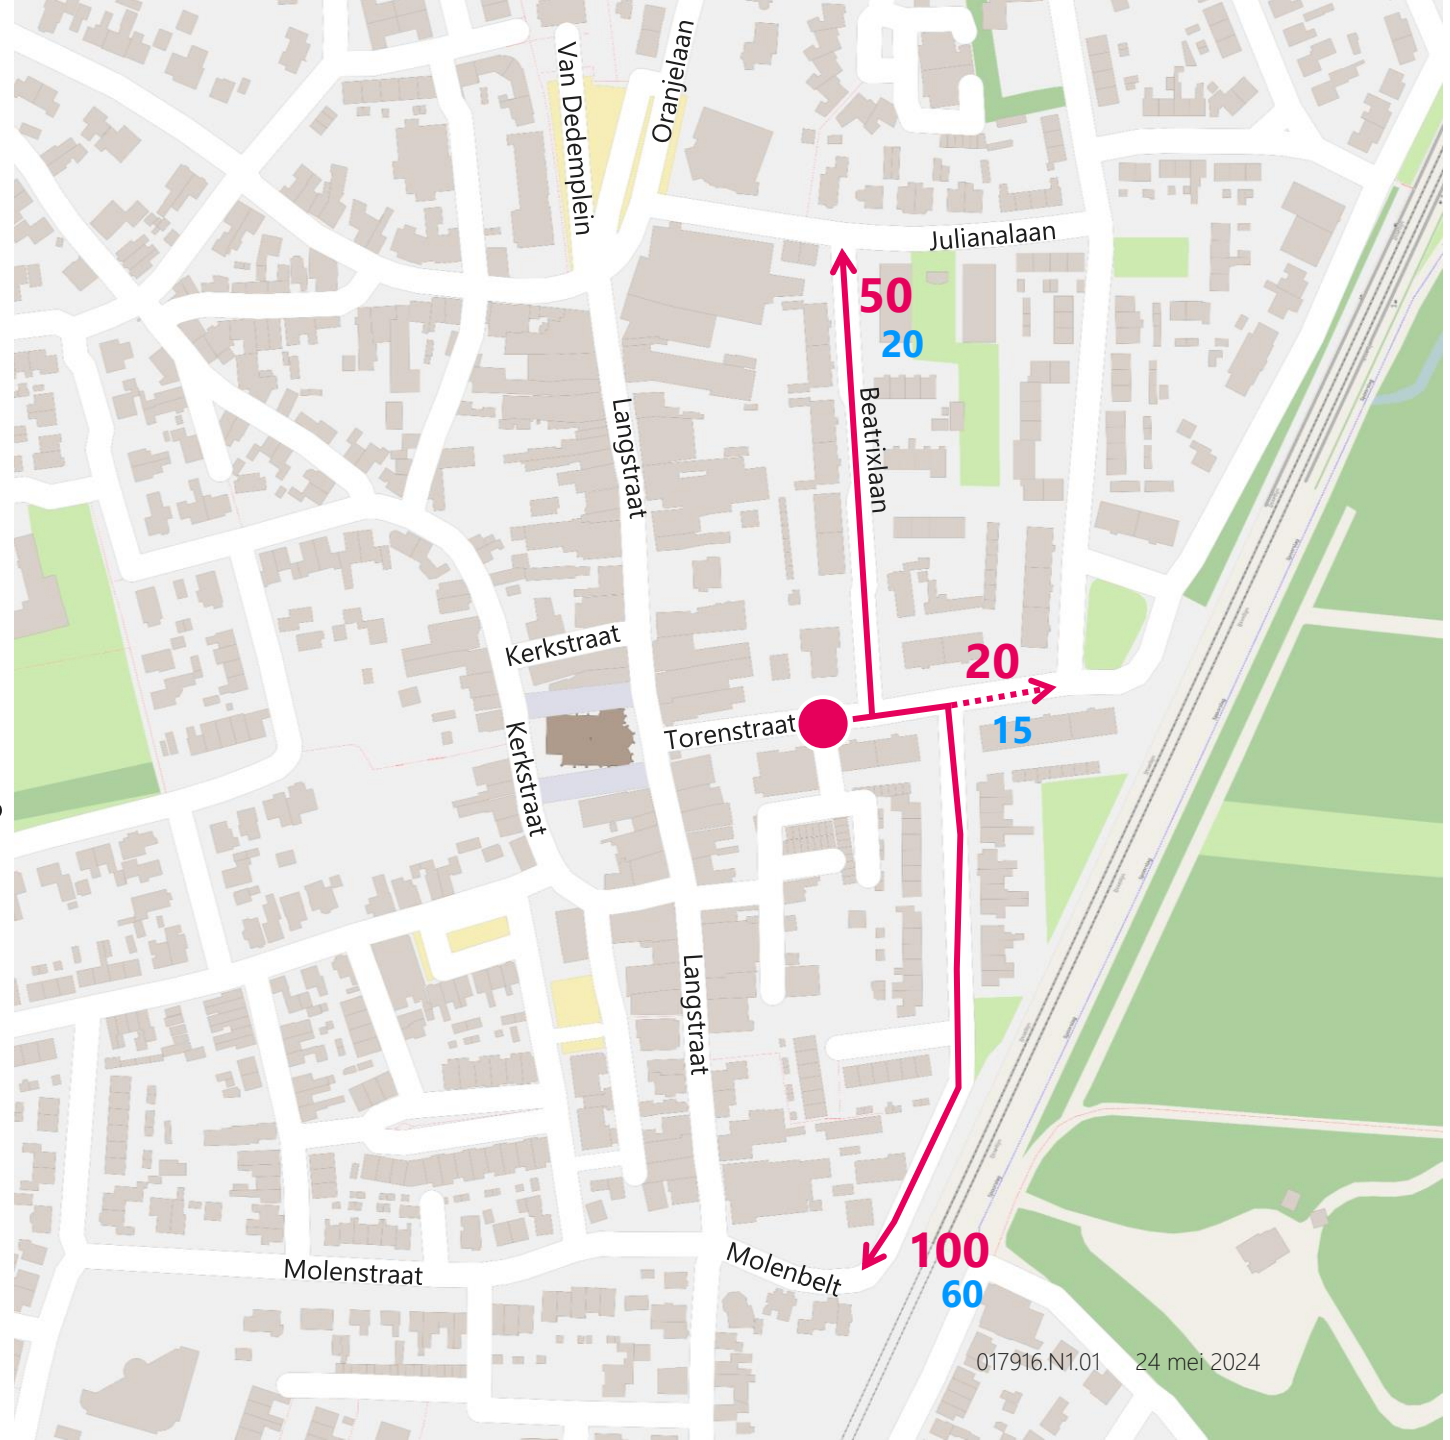 Van Dedemplein
Oranjelaan
Julianalaan
50
20
Beatrixlaan
Langstraat
Kerkstraat
20
15
Torenstraat
Kerkstraat
Langstraat
100
60
Molenbelt
Molenstraat
017916.N1.01 24 mei 2024